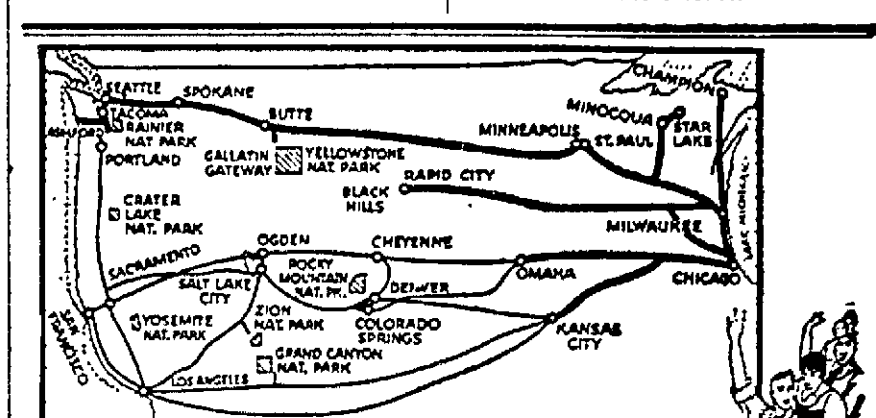 CHAMPION
SEATTLE
SPOKANE
TACOMA
BUTTE
MINOCQUA
ASHFORD
RAINIER
NAT. PARK
MINNEAPOLIS
ST. PAUL
STAR
LAKE
PORTLAND
GALLATIN
GATEWAY
YELLOWSTONE
NAT. PARK
LAKE MICHIGAN
RAPID CITY
BLACK
HILLS
CRATER
LAKE
NAT. PARK
MILWAUKEE
SACRAMENTO
OGDEN
CHEYENNE
ROCKY
MOUNTAIN
NAT. PK.
OMAHA
CHICAGO
SALT LAKE
CITY
DENVER
SAN
FRANCISCO
YOSEMITE
NAT. PARK
ZION
NAT. PARK
COLORADO
SPRINGS
KANSAS
CITY
GRAND CANYON
NAT. PARK
LOS ANGELES